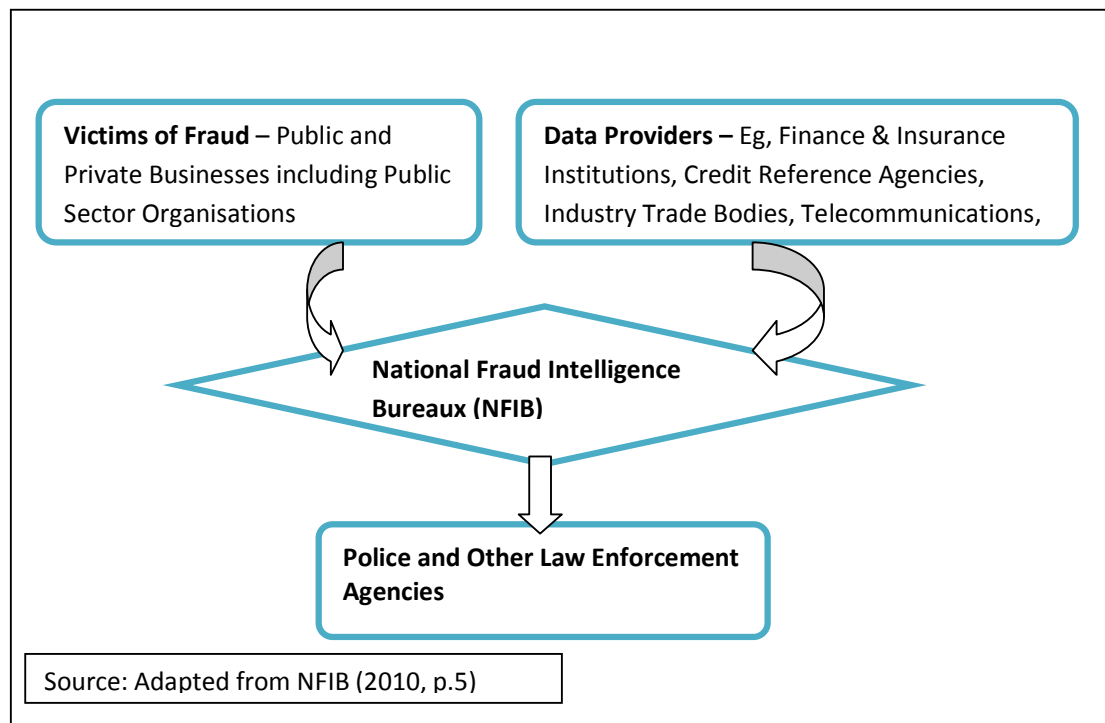 Victims of Fraud – Public and
Private Businesses including Public
Sector Organisations
Data Providers – Eg, Finance & Insurance
Institutions, Credit Reference Agencies,
Industry Trade Bodies, Telecommunications,
National Fraud Intelligence
Bureaux (NFIB)
Police and Other Law Enforcement
Agencies
Source: Adapted from NFIB (2010, p.5)